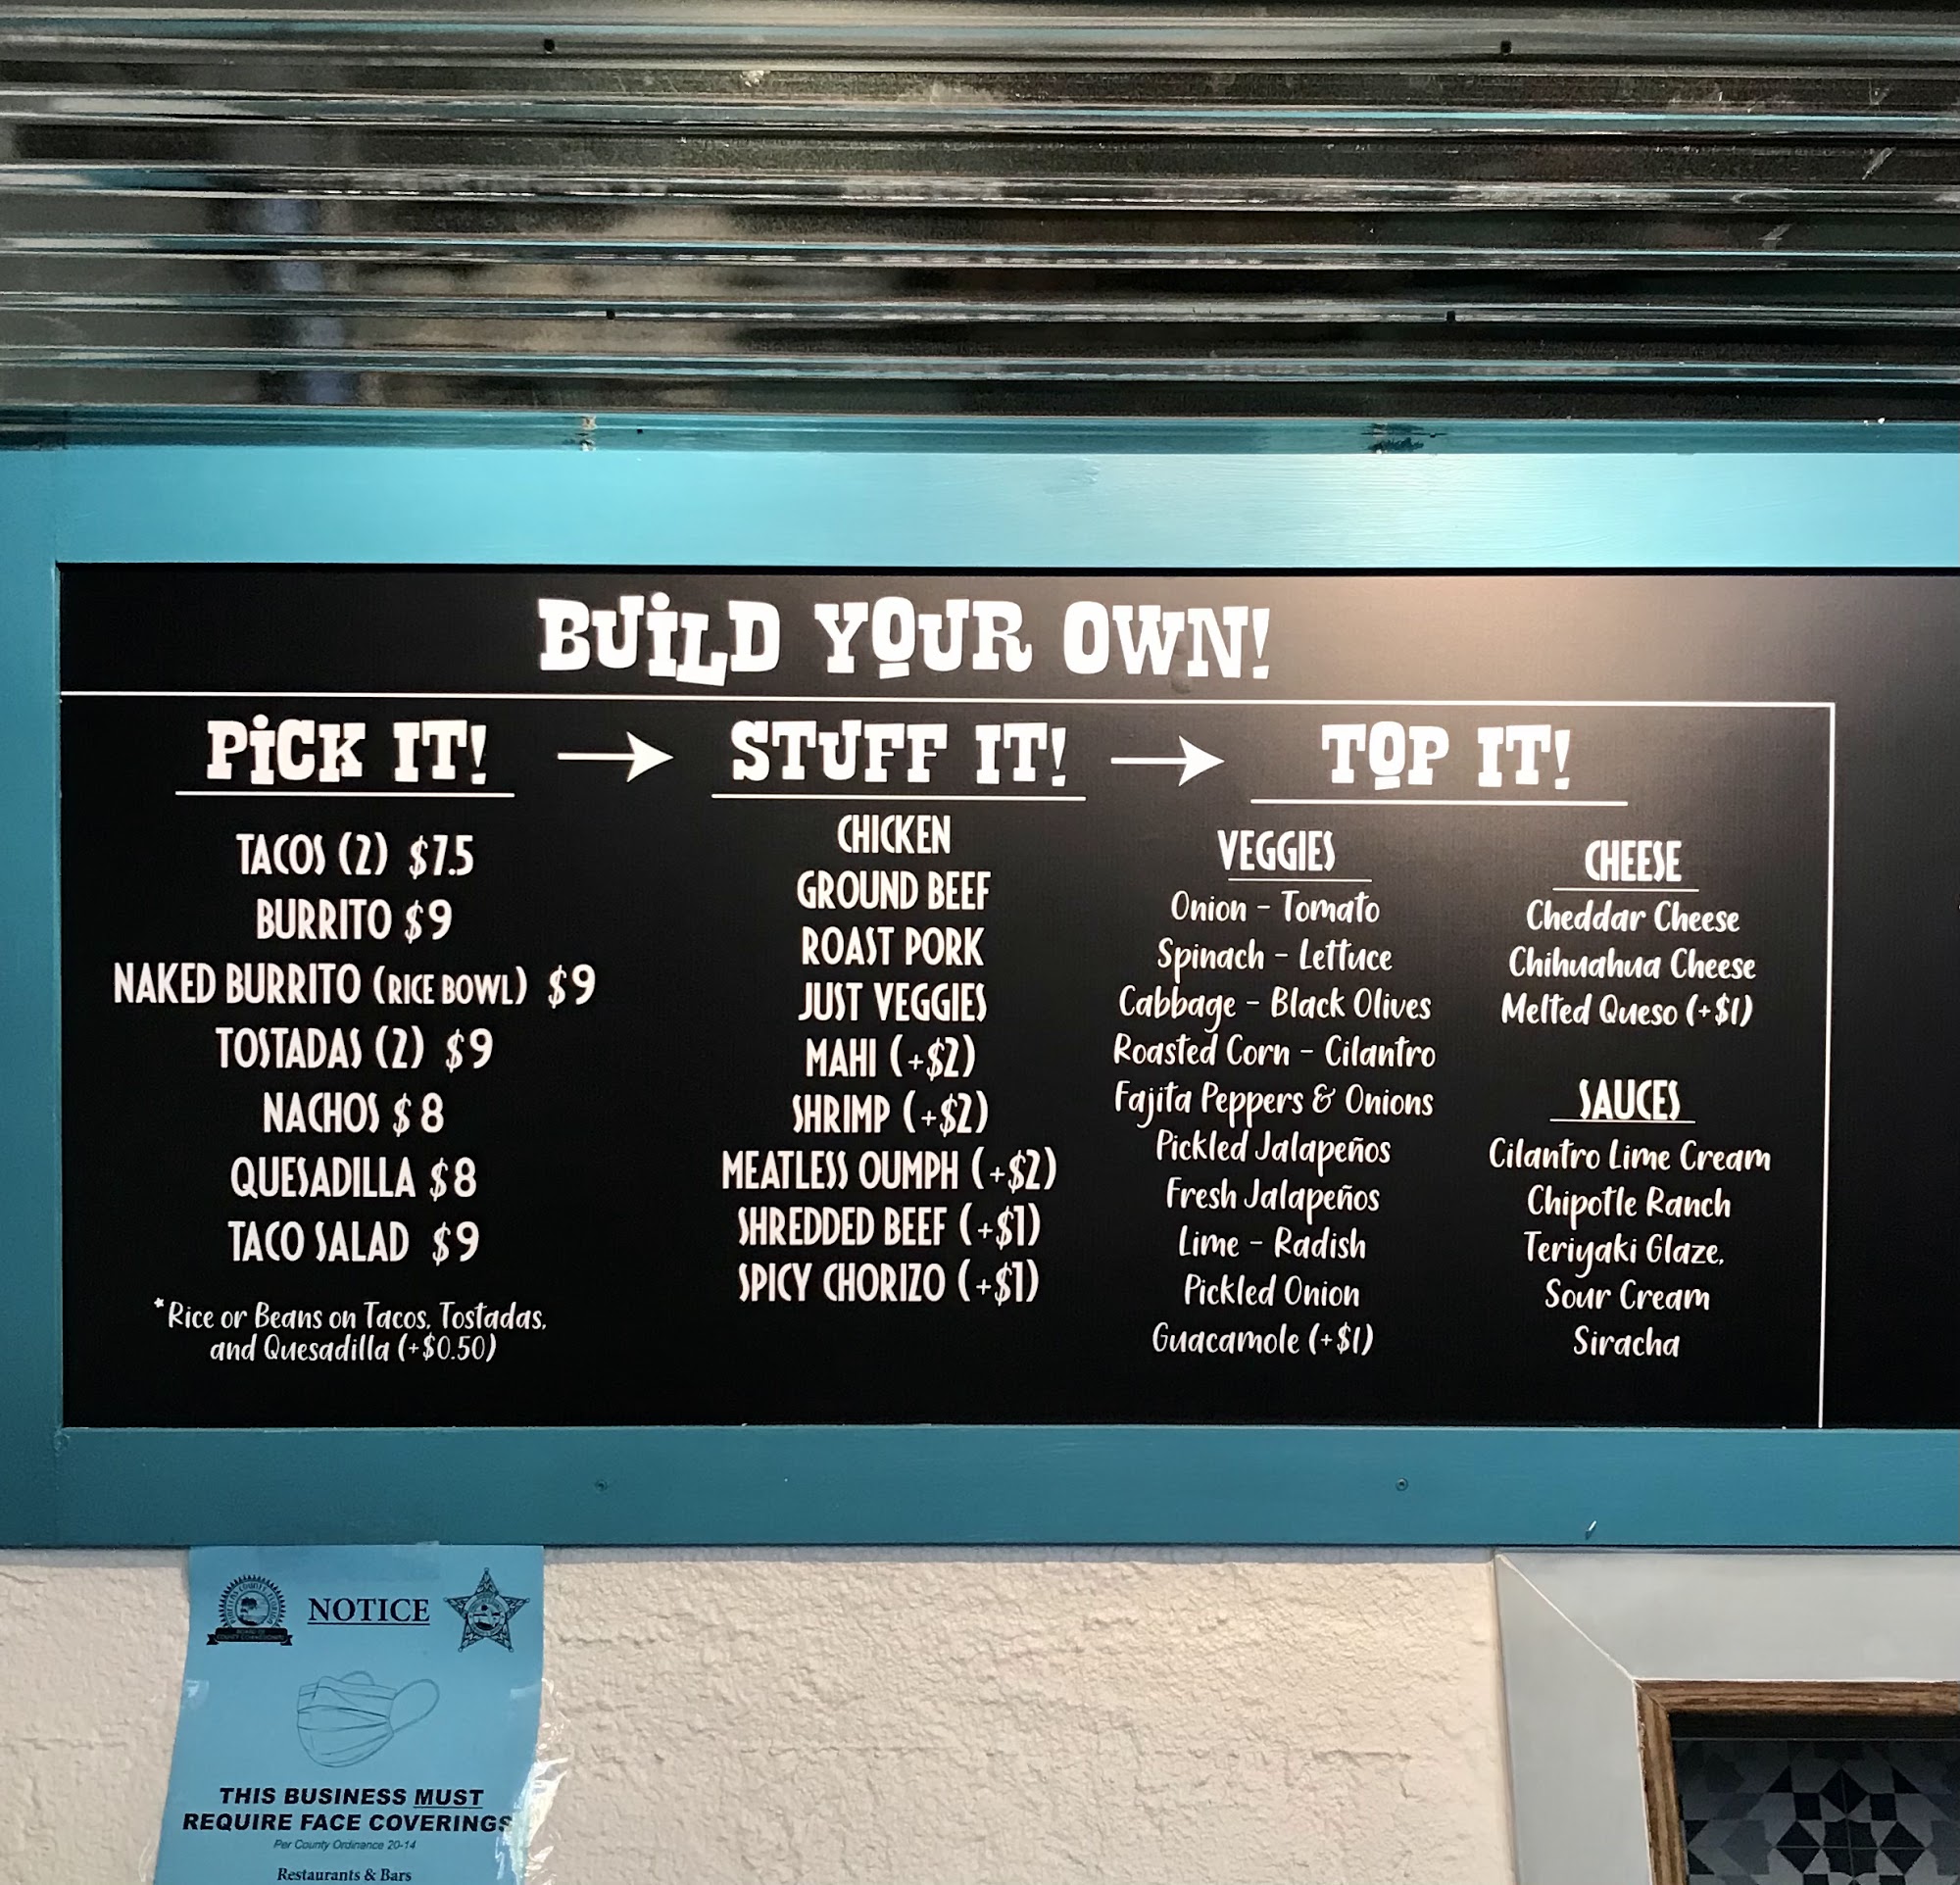 BUILD YOUR OWN!
PICK IT! → STUFF IT! → TOP IT!
TACOS (2) $7.5
BURRITO $9
NAKED BURRITO (RICE BOWL) $9
TOSTADAS (2) $9
NACHOS $8
QUESADILLA $8
TACO SALAD $9
*Rice or Beans on Tacos, Tostadas,
and Quesadilla (+$0.50)
CHICKEN
GROUND BEEF
ROAST PORK
JUST VEGGIES
MAHI (+$2)
SHRIMP (+$2)
MEATLESS OUMPH (+$2)
SHREDDED BEEF (+$1)
SPICY CHORIZO (+$1)
VEGGIES
Onion - Tomato
Spinach - Lettuce
Cabbage - Black Olives
Roasted Corn - Cilantro
Fajita Peppers & Onions
Pickled Jalapeños
Fresh Jalapeños
Lime - Radish
Pickled Onion
Guacamole (+$1)
CHEESE
Cheddar Cheese
Chihuahua Cheese
Melted Queso (+$1)
SAUCES
Cilantro Lime Cream
Chipotle Ranch
Teriyaki Glaze,
Sour Cream
Siracha
NOTICE
THIS BUSINESS MUST
REQUIRE FACE COVERINGS
Per County Ordinance 20-14
Restaurants & Bars